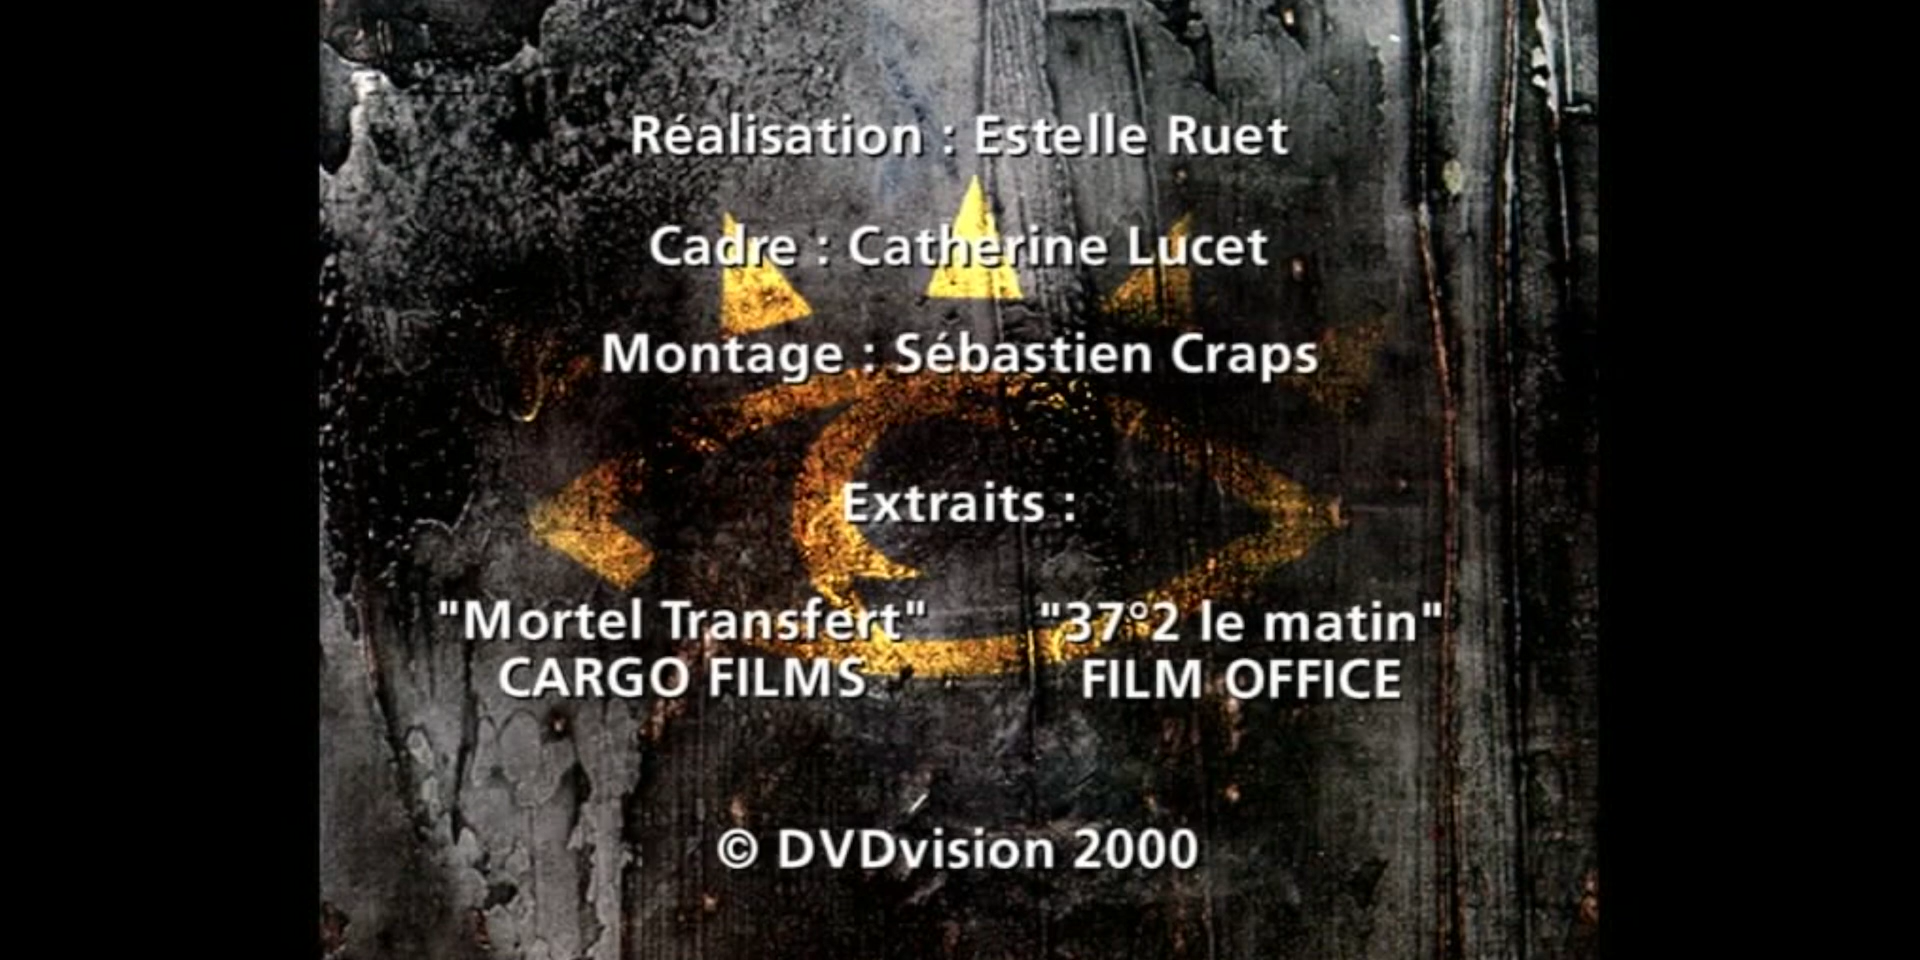 Réalisation : Estelle Ruet
Cadre : Catherine Lucet
Montage : Sébastien Craps
Extraits :
"Mortel Transfert"
CARGO FILMS
"37°2 le matin"
FILM OFFICE
© DVDvision 2000